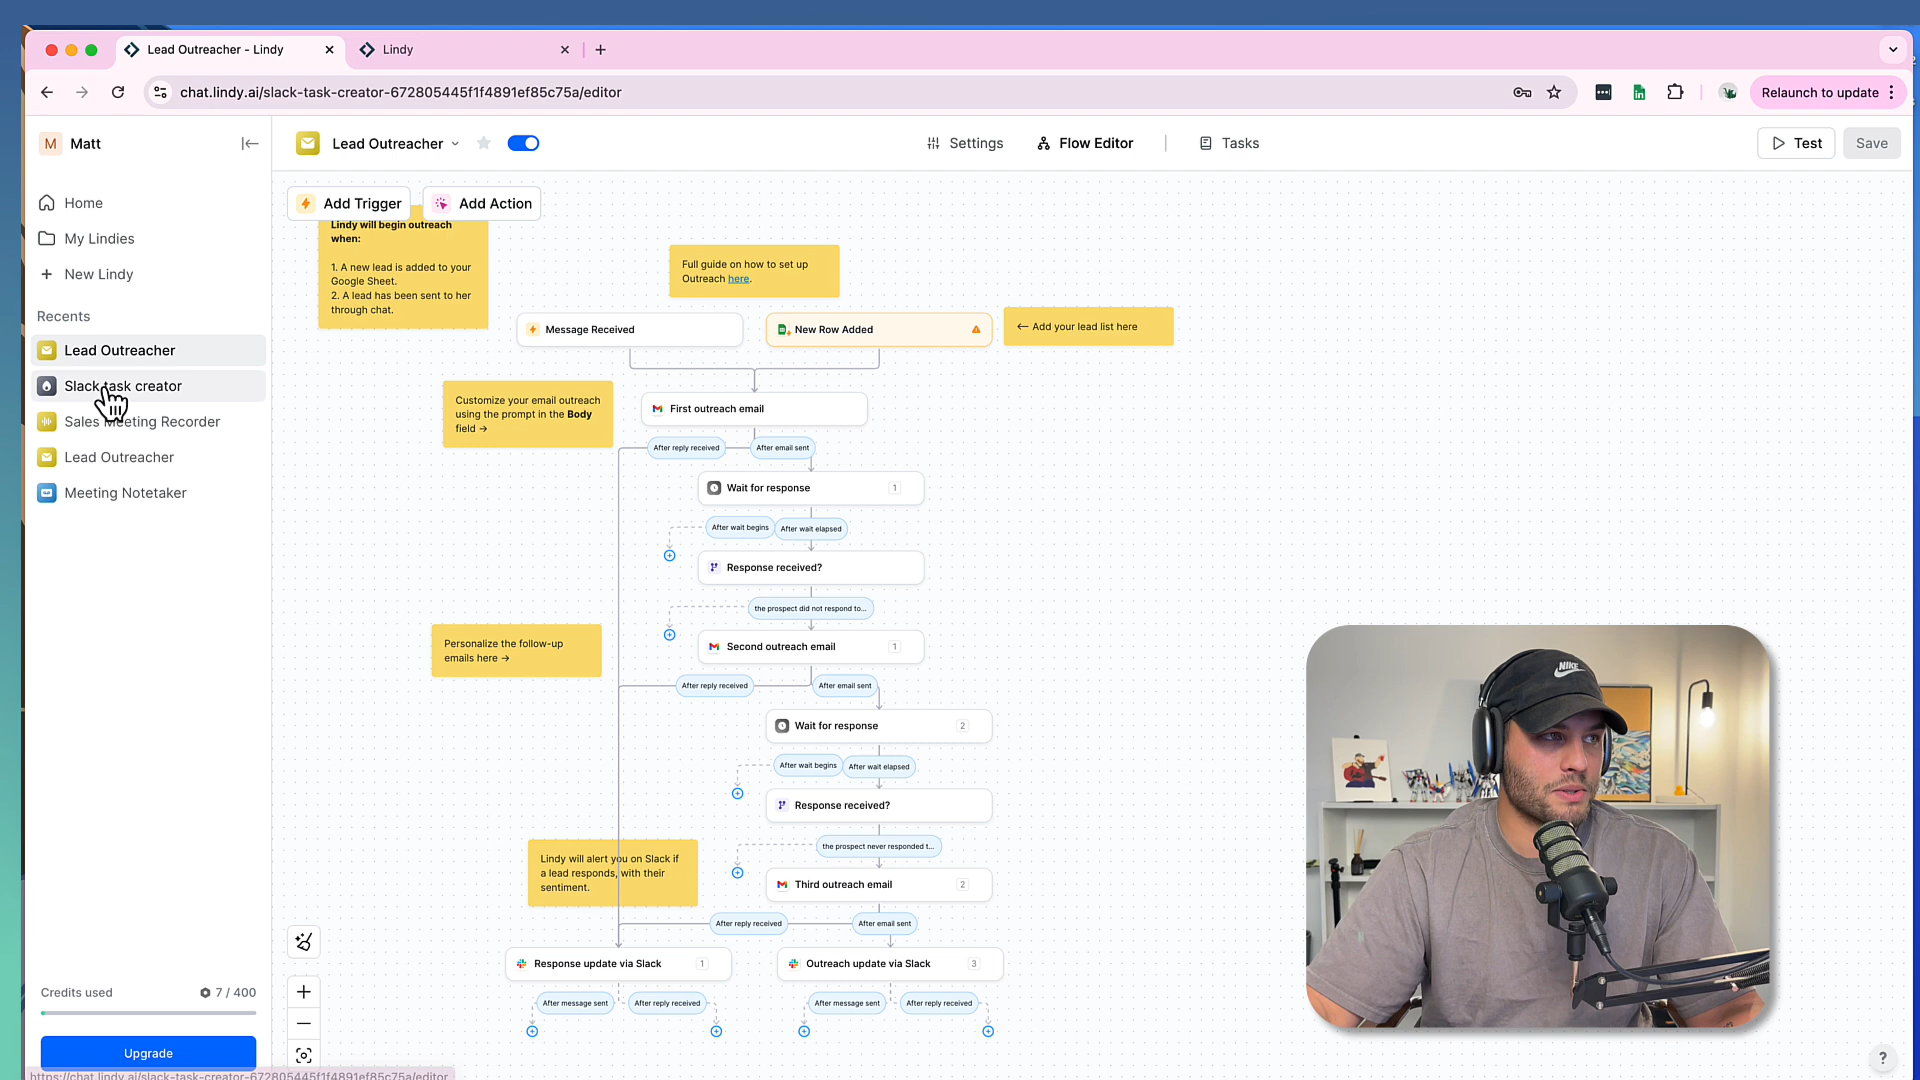 Lead Outreacher - Lindy
Lindy
chat.lindy.ai/slack-task-creator-672805445f1f4891ef85c75a/editor
Relaunch to update
M
Matt
Lead Outreacher
Settings
Flow Editor
Tasks
Test
Save
Home
My Lindies
New Lindy
Recents
Lead Outreacher
Slack task creator
Sales Meeting Recorder
Lead Outreacher
Meeting Notetaker
Credits used
7 / 400
Upgrade
https://chat.lindy.ai/slack-task-creator-672805445f1f4891ef85c75a/editor
Add Trigger
Add Action
Lindy will begin outreach
when:
1. A new lead is added to your
Google Sheet.
2. A lead has been sent to her
through chat.
Full guide on how to set up
Outreach here.
Message Received
New Row Added
← Add your lead list here
Customize your email outreach
using the prompt in the Body
field →
First outreach email
After reply received
After email sent
Wait for response
1
After wait begins
After wait elapsed
Response received?
the prospect did not respond to...
Personalize the follow-up
emails here →
Second outreach email
1
After reply received
After email sent
Wait for response
2
After wait begins
After wait elapsed
Response received?
the prospect never responded t...
Lindy will alert you on Slack if
a lead responds, with their
sentiment.
Third outreach email
2
After reply received
After email sent
Response update via Slack
1
Outreach update via Slack
3
After message sent
After reply received
After message sent
After reply received
NIKE
?